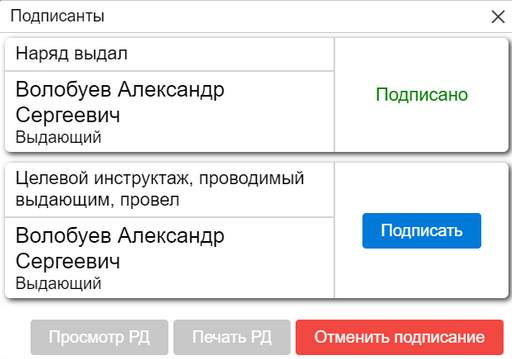 Подписанты
Наряд выдал
Волобуев Александр
Сергеевич
Выдающий
Подписано
Целевой инструктаж, проводимый
выдающим, провел
Волобуев Александр
Сергеевич
Выдающий
Подписать
Просмотр РД
Печать РД
Отменить подписание